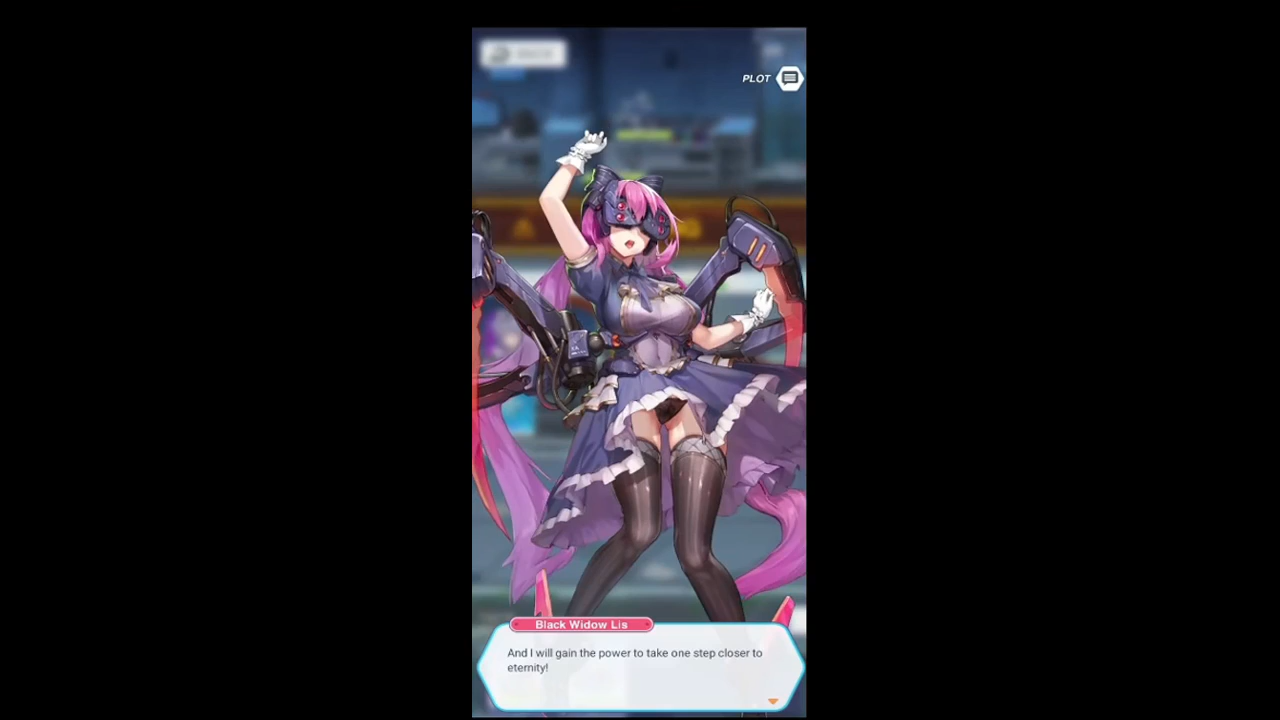 PLOT
Black Widow Lis
And I will gain the power to take one step closer to
eternity!